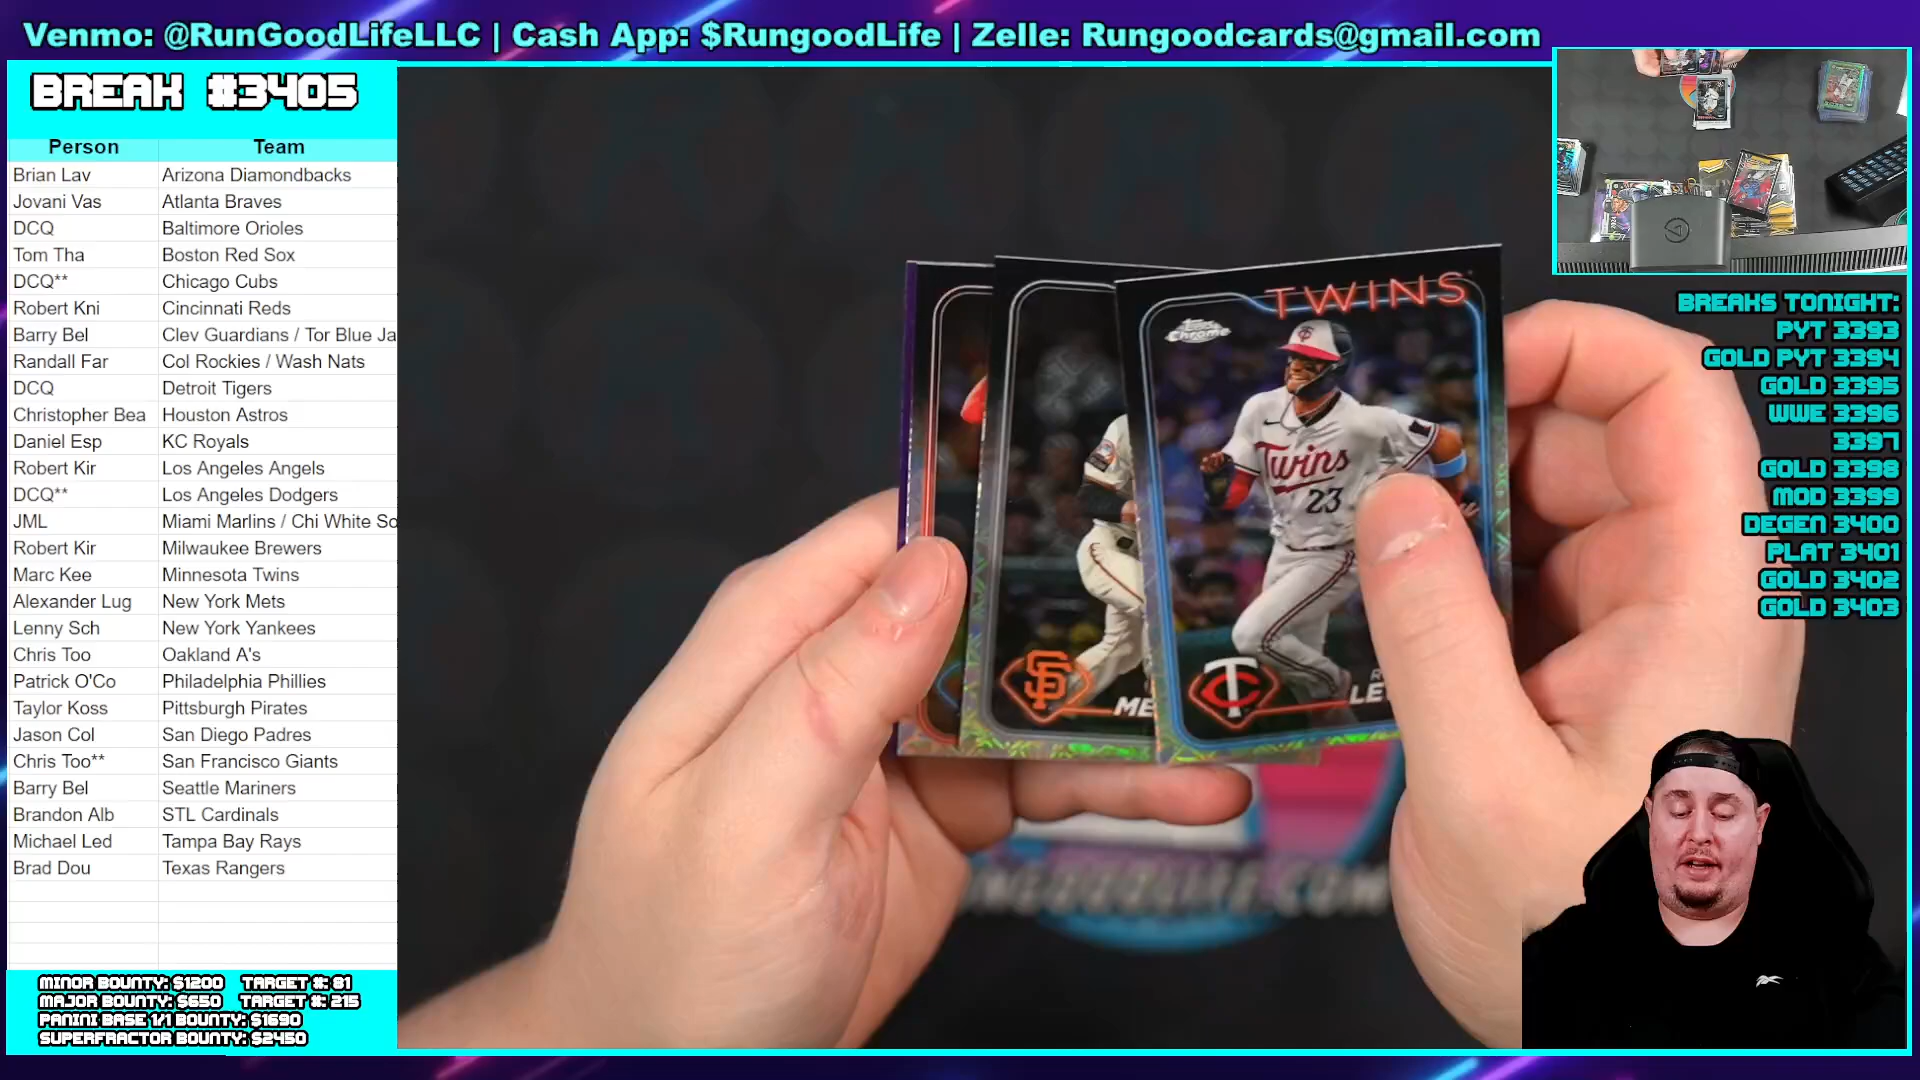 Venmo: @RunGoodLifeLLC | Cash App: $RungoodLife | Zelle: Rungoodcards@gmail.com
BREAK #3405
Person Team
Brian Lav Arizona Diamondbacks
Jovani Vas Atlanta Braves
DCQ Baltimore Orioles
Tom Tha Boston Red Sox
DCQ** Chicago Cubs
Robert Kni Cincinnati Reds
Barry Bel Clev Guardians / Tor Blue Ja
Randall Far Col Rockies / Wash Nats
DCQ Detroit Tigers
Christopher Bea Houston Astros
Daniel Esp KC Royals
Robert Kir Los Angeles Angels
DCQ** Los Angeles Dodgers
JML Miami Marlins / Chi White So
Robert Kir Milwaukee Brewers
Marc Kee Minnesota Twins
Alexander Lug New York Mets
Lenny Sch New York Yankees
Chris Too Oakland A's
Patrick O'Co Philadelphia Phillies
Taylor Koss Pittsburgh Pirates
Jason Col San Diego Padres
Chris Too** San Francisco Giants
Barry Bel Seattle Mariners
Brandon Alb STL Cardinals
Michael Led Tampa Bay Rays
Brad Dou Texas Rangers
MINOR BOUNTY: $1200 TARGET #: 81
MAJOR BOUNTY: $650 TARGET #: 215
PANINI BASE 1/1 BOUNTY: $1690
SUPERFRACTOR BOUNTY: $2450
TWINS
Topps
Chrome
TC
Twins
23
SF
ME
TC
R
LE
BREAKS TONIGHT:
PYT 3393
GOLD PYT 3394
GOLD 3395
WWE 3396
3397
GOLD 3398
MOD 3399
DEGEN 3400
PLAT 3401
GOLD 3402
GOLD 3403